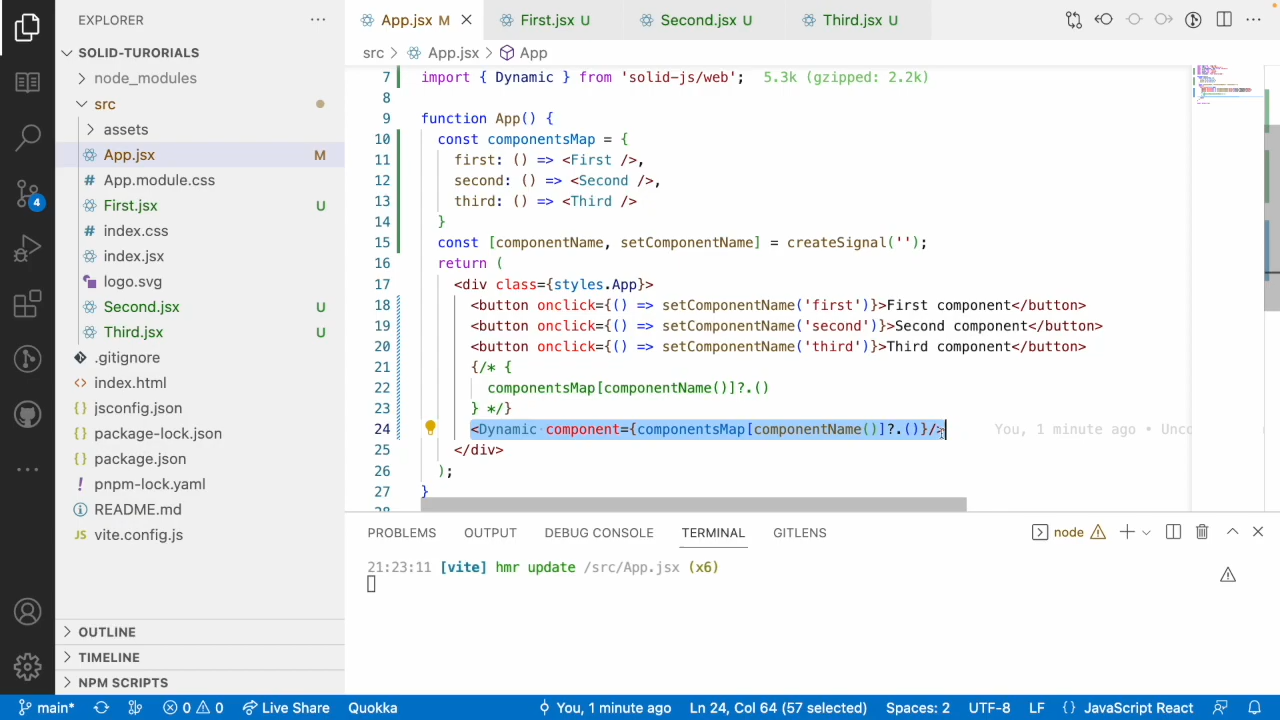 EXPLORER
SOLID-TURORIALS
node_modules
src
assets
App.jsx M
App.module.css
First.jsx U
index.css
index.jsx
logo.svg
Second.jsx U
Third.jsx U
.gitignore
index.html
jsconfig.json
package-lock.json
package.json
pnpm-lock.yaml
README.md
vite.config.js
OUTLINE
TIMELINE
NPM SCRIPTS
4
App.jsx M
First.jsx U
Second.jsx U
Third.jsx U
src > App.jsx > App
7 import { Dynamic } from 'solid-js/web'; 5.3k (gzipped: 2.2k)
8
9 function App() {
10 const componentsMap = {
11 first: () => <First />,
12 second: () => <Second />,
13 third: () => <Third />
14 }
15 const [componentName, setComponentName] = createSignal('');
16 return (
17 <div class={styles.App}>
18 <button onclick={() => setComponentName('first')}>First component</button>
19 <button onclick={() => setComponentName('second')}>Second component</button>
20 <button onclick={() => setComponentName('third')}>Third component</button>
21 {/* {
22 componentsMap[componentName()]?.()
23 } */}
24 <Dynamic component={componentsMap[componentName()]?.()}/> You, 1 minute ago •
25 </div>
26 );
27 }
PROBLEMS OUTPUT DEBUG CONSOLE TERMINAL GITLENS
node
21:23:11 [vite] hmr update /src/App.jsx (x6)
main* 0 0 Live Share Quokka You, 1 minute ago Ln 24, Col 64 (57 selected) Spaces: 2 UTF-8 LF {} JavaScript React